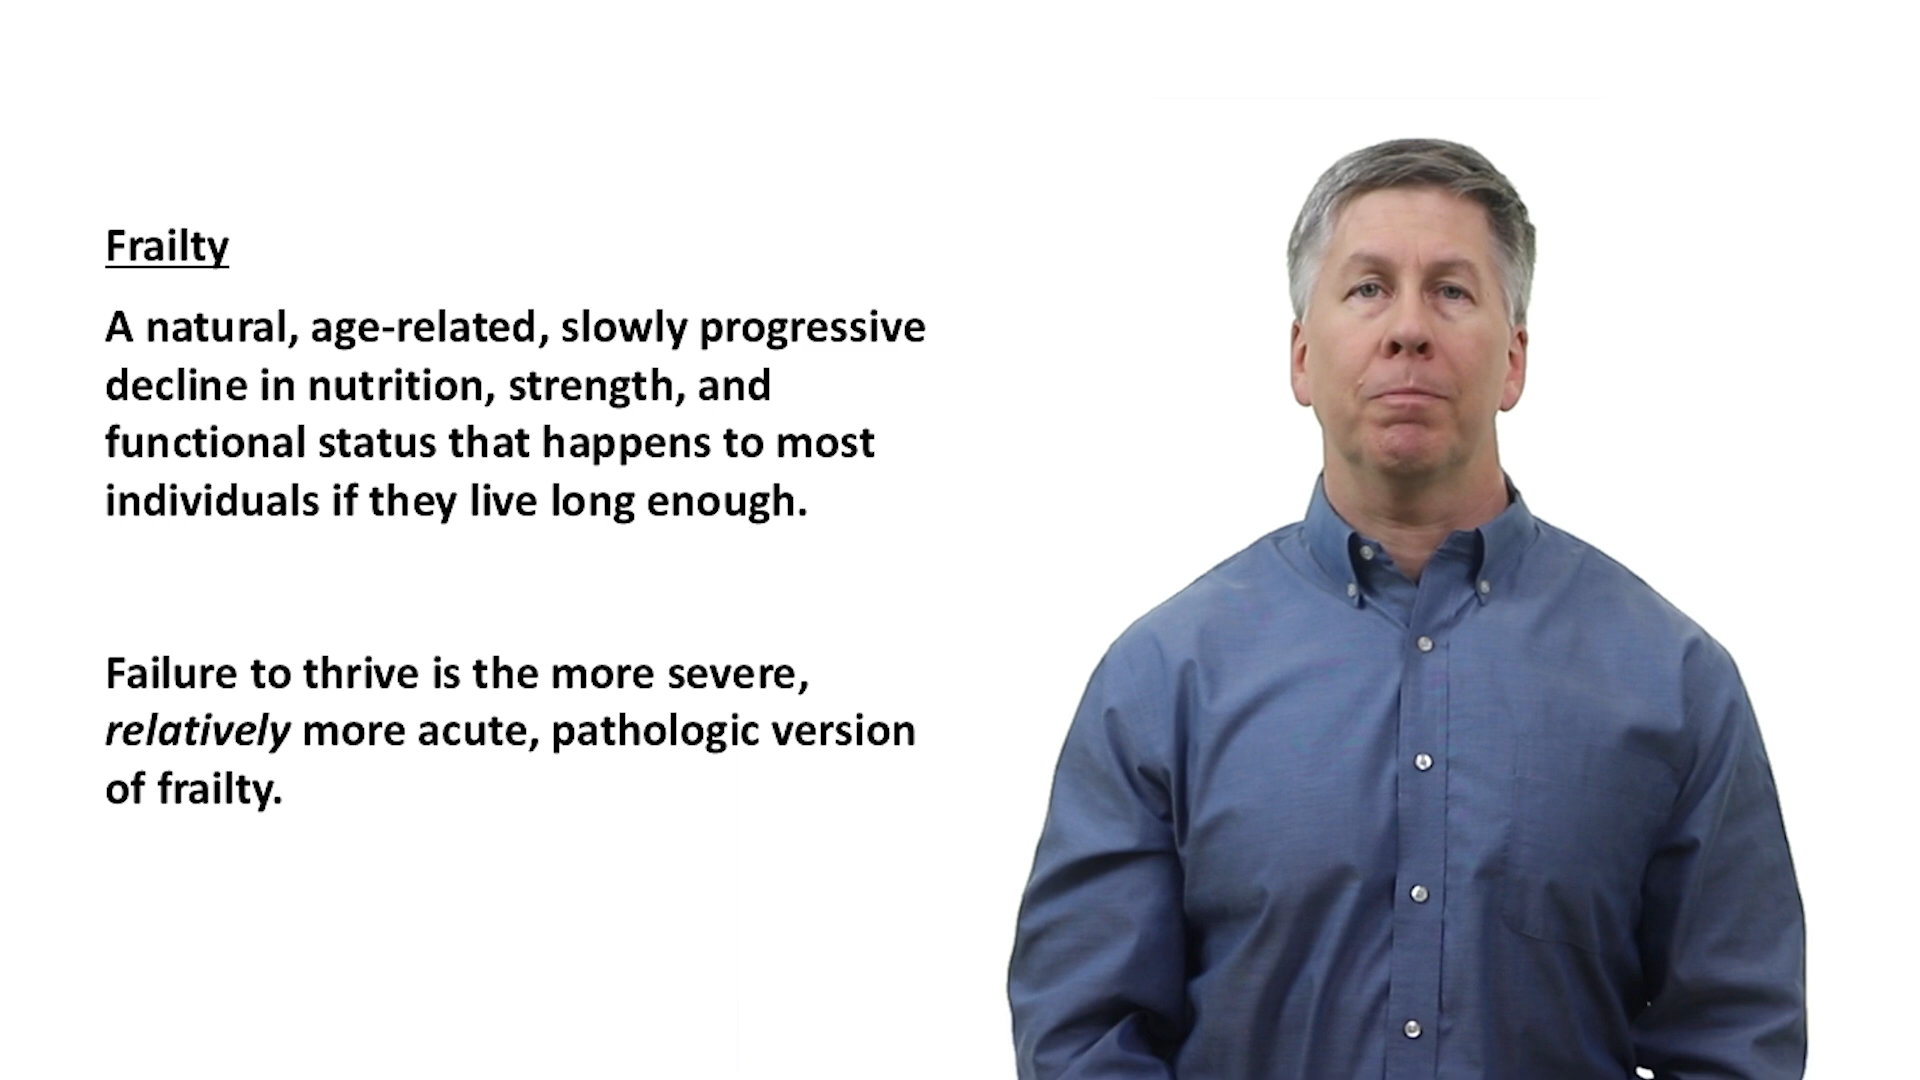 Frailty
A natural, age-related, slowly progressive
decline in nutrition, strength, and
functional status that happens to most
individuals if they live long enough.
Failure to thrive is the more severe,
relatively more acute, pathologic version
of frailty.